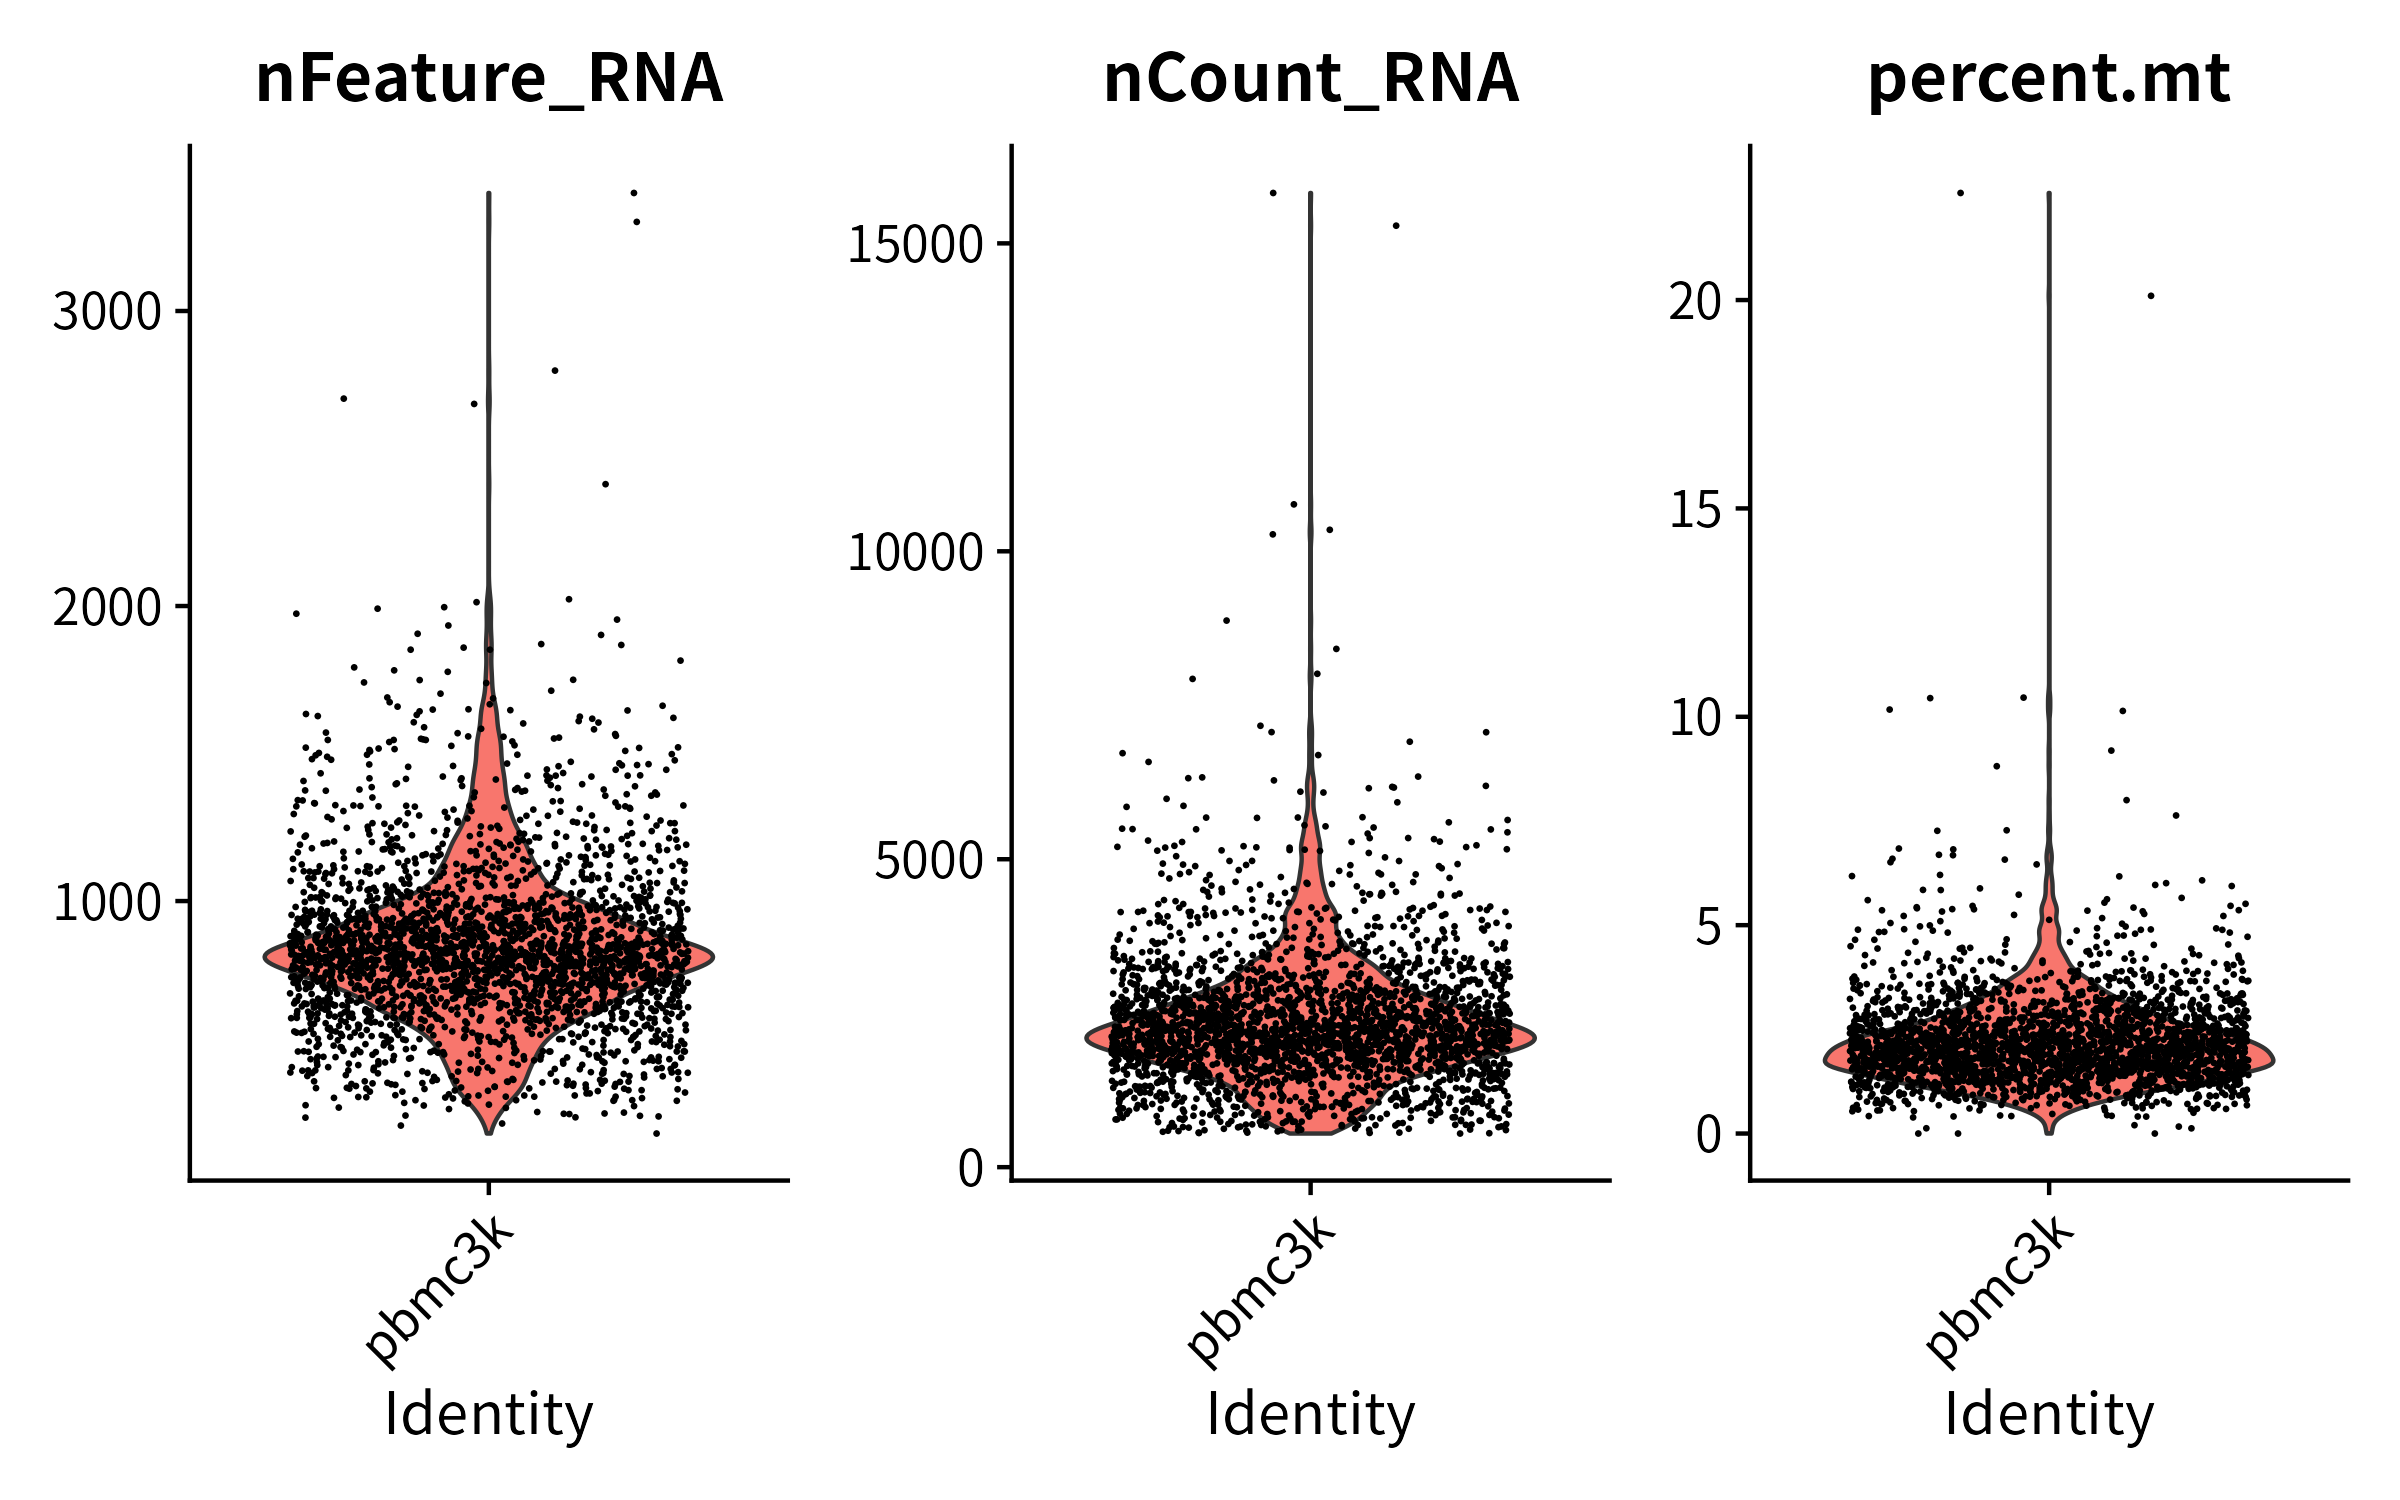 nFeature_RNA
3000
2000
1000
pbmc3k
Identity
nCount_RNA
15000
10000
5000
0
pbmc3k
Identity
percent.mt
20
15
10
5
0
pbmc3k
Identity